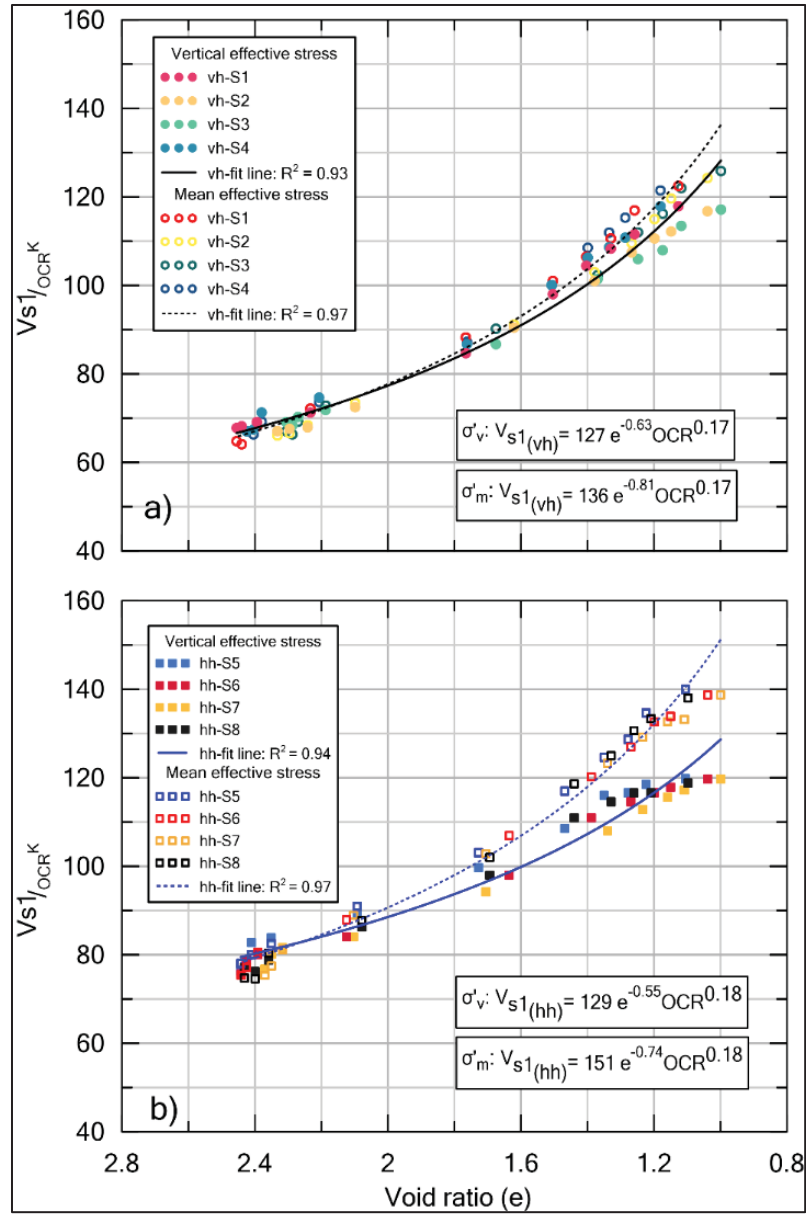 160
140
120
100
80
60
40
Vs1/OCR^K
Vertical effective stress
vh-S1
vh-S2
vh-S3
vh-S4
vh-fit line: R² = 0.93
Mean effective stress
vh-S1
vh-S2
vh-S3
vh-S4
vh-fit line: R² = 0.97
σ'v: Vs1(vh) = 127 e^-0.63 OCR^0.17
σ'm: Vs1(vh) = 136 e^-0.81 OCR^0.17
a)
160
140
120
100
80
60
40
Vs1/OCR^K
Vertical effective stress
hh-S5
hh-S6
hh-S7
hh-S8
hh-fit line: R² = 0.94
Mean effective stress
hh-S5
hh-S6
hh-S7
hh-S8
hh-fit line: R² = 0.97
σ'v: Vs1(hh) = 129 e^-0.55 OCR^0.18
σ'm: Vs1(hh) = 151 e^-0.74 OCR^0.18
b)
2.8 2.4 2 1.6 1.2 0.8
Void ratio (e)